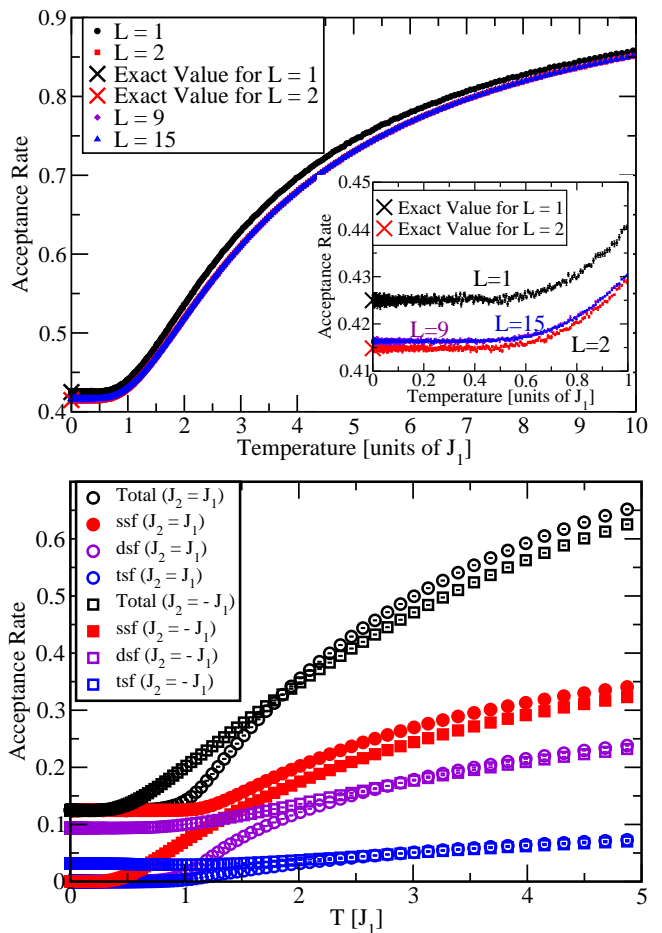 1
0.9
0.8
0.7
0.6
0.5
0.4
Acceptance Rate
L = 1
L = 2
Exact Value for L = 1
Exact Value for L = 2
L = 9
L = 15
0.45
0.44
0.43
0.42
0.41
Acceptance Rate
Exact Value for L = 1
Exact Value for L = 2
L=1
L=9
L=15
L=2
0 0.2 0.4 0.6 0.8 1
Temperature [units of J1]
0 1 2 3 4 5 6 7 8 9 10
Temperature [units of J1]
0.6
0.5
0.4
0.3
0.2
0.1
0
Acceptance Rate
Total (J2 = J1)
ssf (J2 = J1)
dsf (J2 = J1)
tsf (J2 = J1)
Total (J2 = - J1)
ssf (J2 = - J1)
dsf (J2 = - J1)
tsf (J2 = - J1)
0 1 2 3 4 5
T [J1]